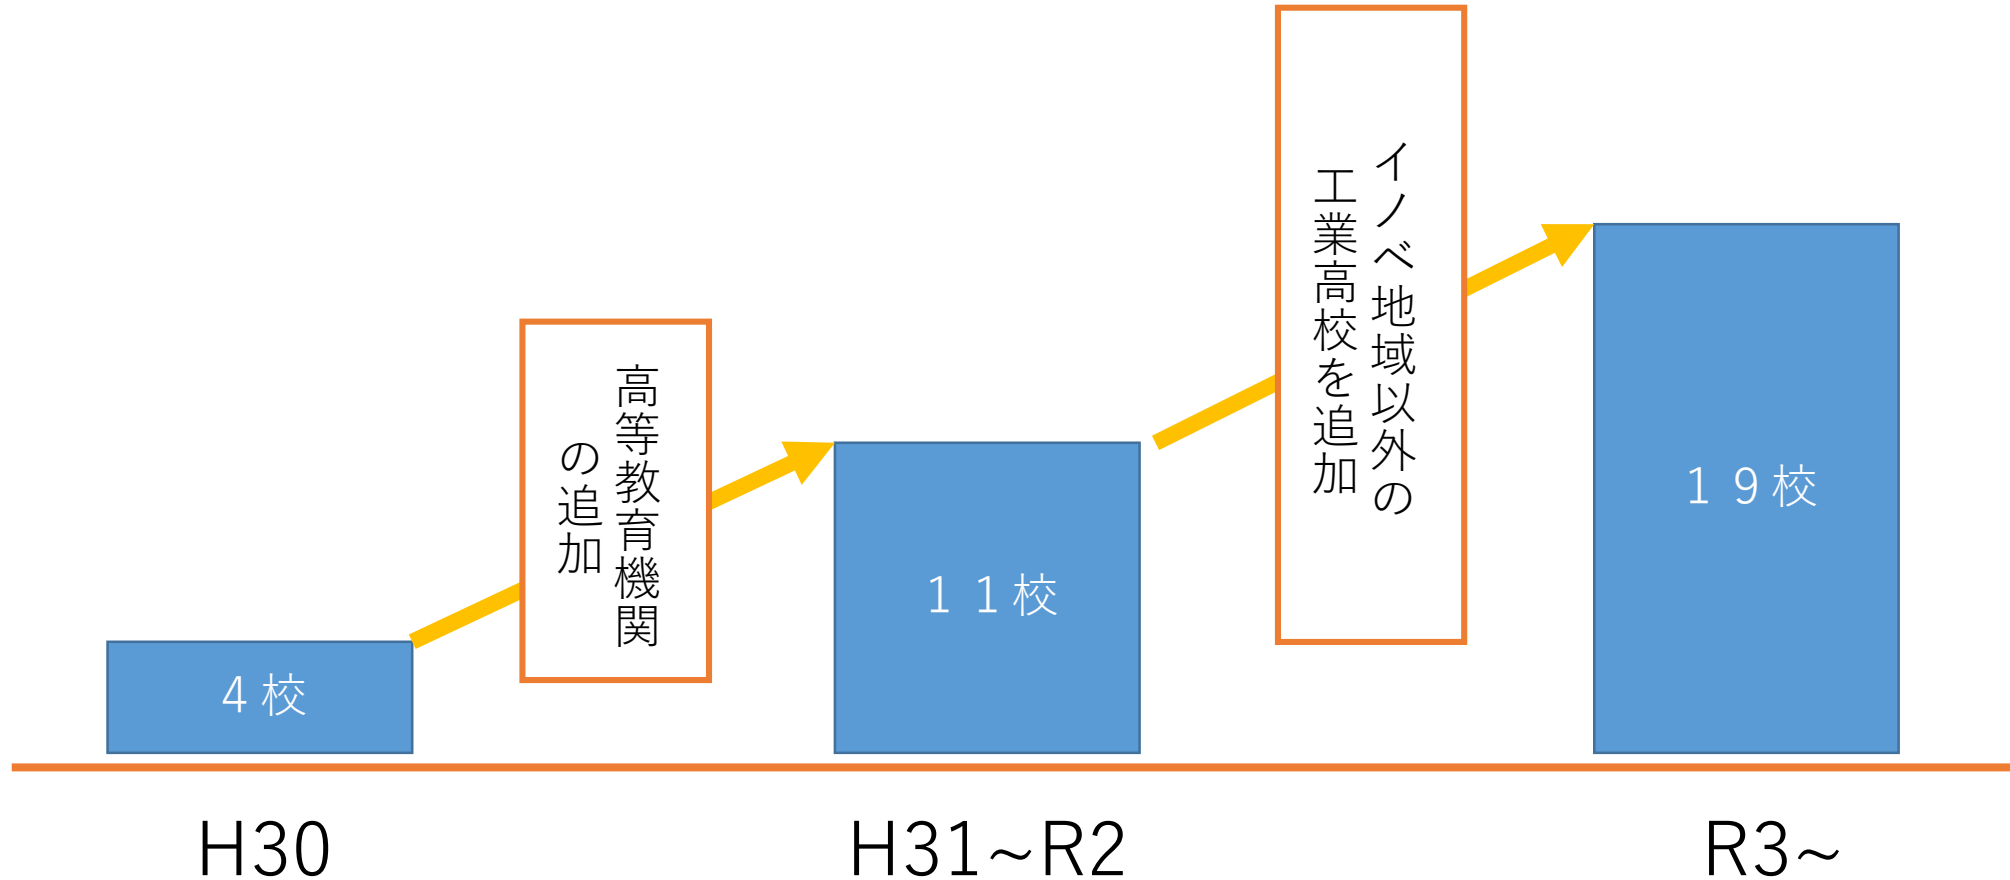 ４校
高等教育機関
の追加
１１校
イノベ地域以外の
工業高校を追加
１９校
H30
H31~R2
R3~